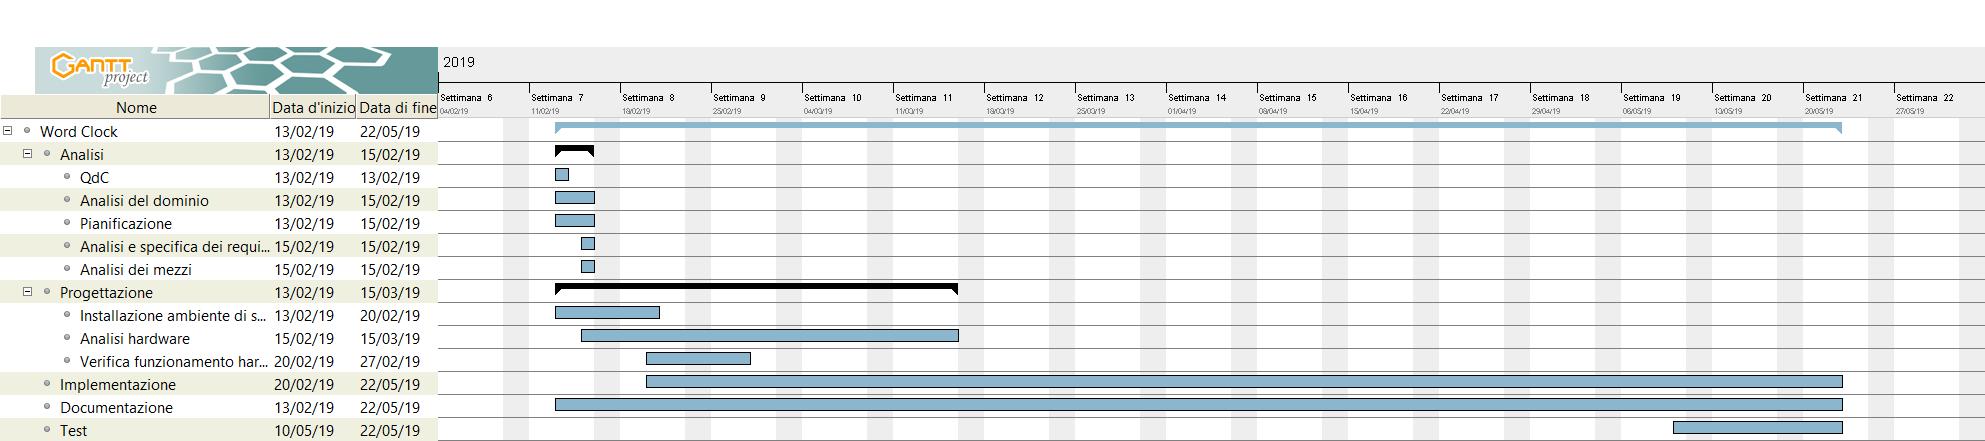 GANTT
project
2019
Nome Data d'inizio Data di fine
Settimana 6 Settimana 7 Settimana 8 Settimana 9 Settimana 10 Settimana 11 Settimana 12 Settimana 13 Settimana 14 Settimana 15 Settimana 16 Settimana 17 Settimana 18 Settimana 19 Settimana 20 Settimana 21 Settimana 22
04/02/19 11/02/19 18/02/19 25/02/19 04/03/19 11/03/19 18/03/19 25/03/19 01/04/19 08/04/19 15/04/19 22/04/19 29/04/19 06/05/19 13/05/19 20/05/19 27/05/19
Word Clock 13/02/19 22/05/19
Analisi 13/02/19 15/02/19
QdC 13/02/19 13/02/19
Analisi del dominio 13/02/19 15/02/19
Pianificazione 13/02/19 15/02/19
Analisi e specifica dei requi... 15/02/19 15/02/19
Analisi dei mezzi 15/02/19 15/02/19
Progettazione 13/02/19 15/03/19
Installazione ambiente di s... 13/02/19 20/02/19
Analisi hardware 15/02/19 15/03/19
Verifica funzionamento har... 20/02/19 27/02/19
Implementazione 20/02/19 22/05/19
Documentazione 13/02/19 22/05/19
Test 10/05/19 22/05/19